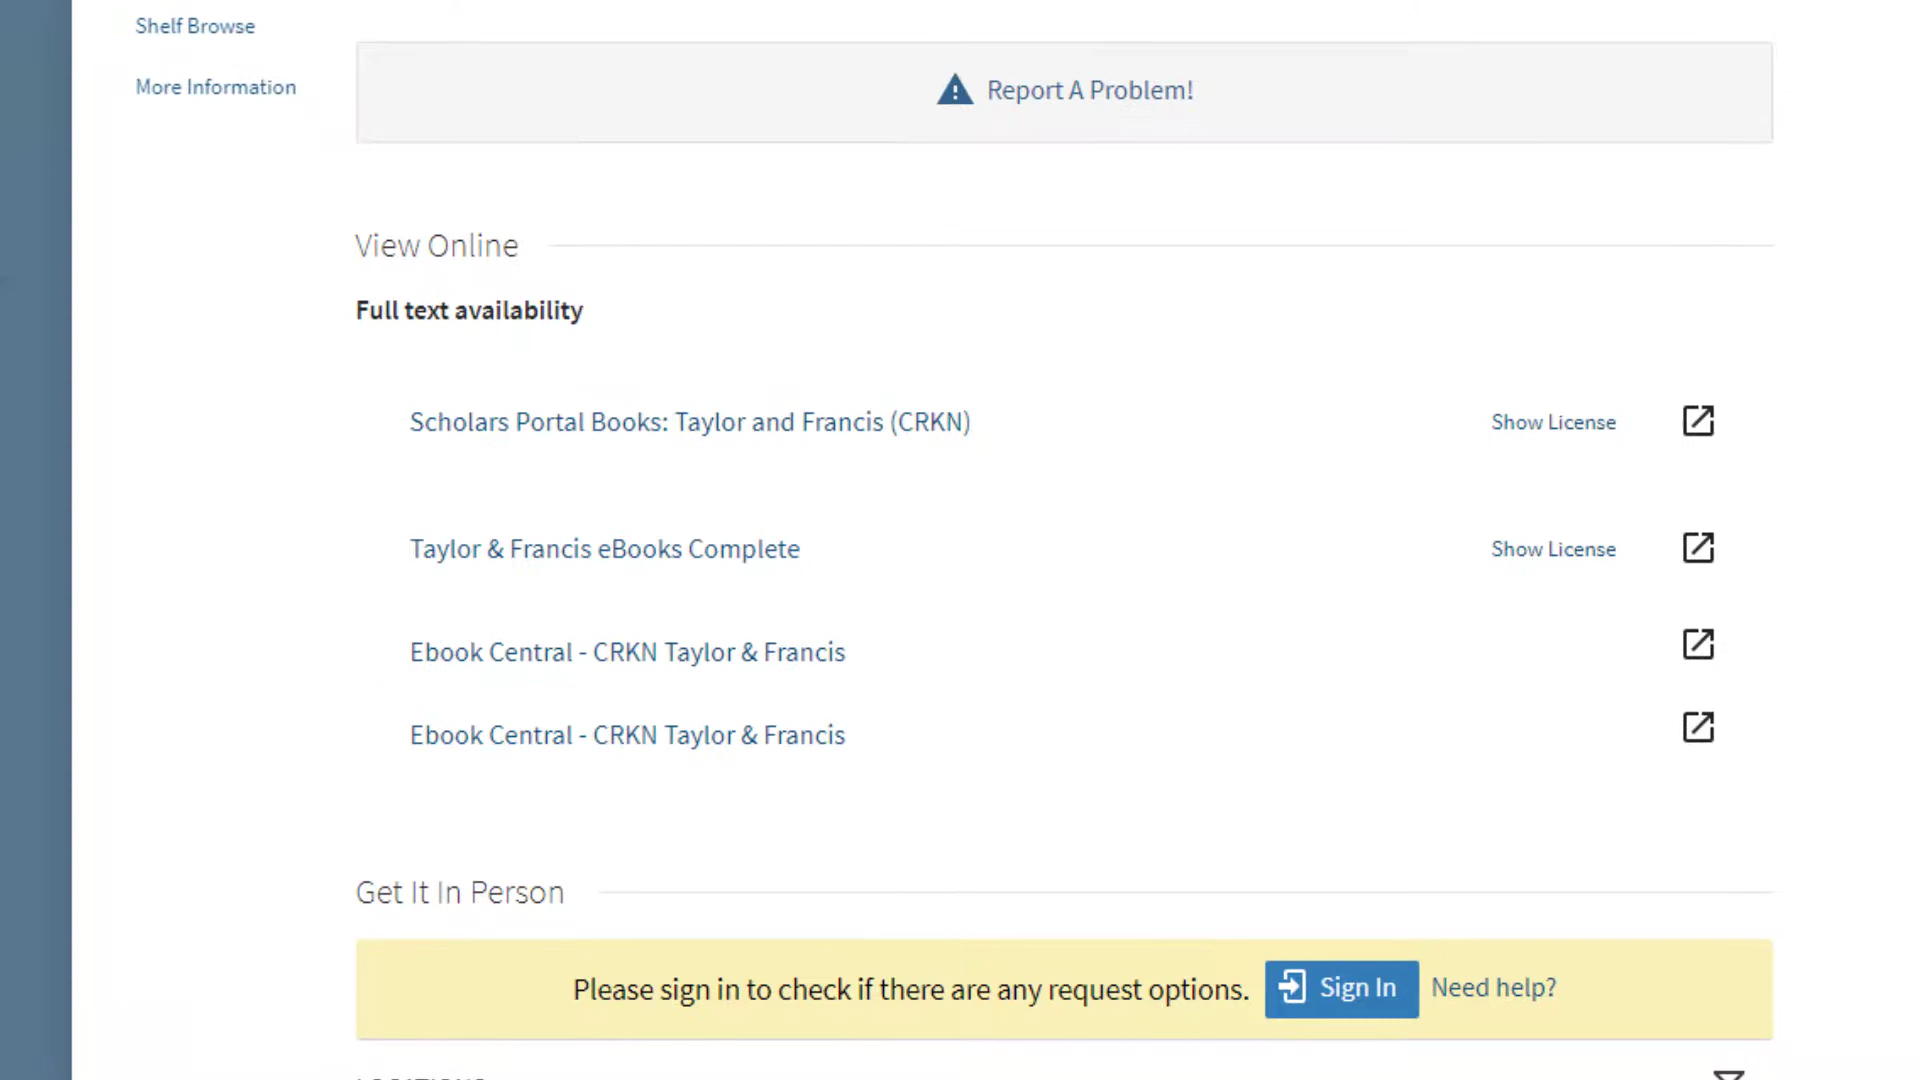 Shelf Browse
More Information
Report A Problem!
View Online
Full text availability
Scholars Portal Books: Taylor and Francis (CRKN)
Show License
Taylor & Francis eBooks Complete
Show License
Ebook Central - CRKN Taylor & Francis
Ebook Central - CRKN Taylor & Francis
Get It In Person
Please sign in to check if there are any request options. Sign In Need help?